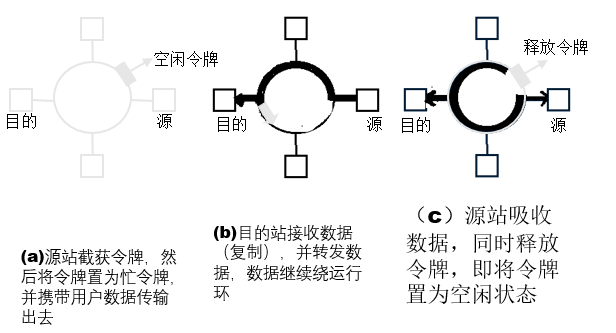 空闲令牌
目的
源
(a)源站截获令牌，然
后将令牌置为忙令牌，
并携带用户数据传输
出去
目的
源
(b)目的站接收数据
（复制），并转发数
据，数据继续绕运行
环
释放令牌
目的
源
（c）源站吸收
数据，同时释放
令牌，即将令牌
置为空闲状态